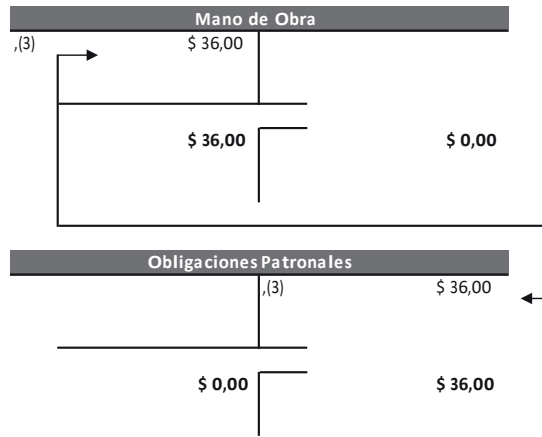 Mano de Obra
,(3) $ 36,00
$ 36,00 $ 0,00
Obligaciones Patronales
,(3) $ 36,00
$ 0,00 $ 36,00